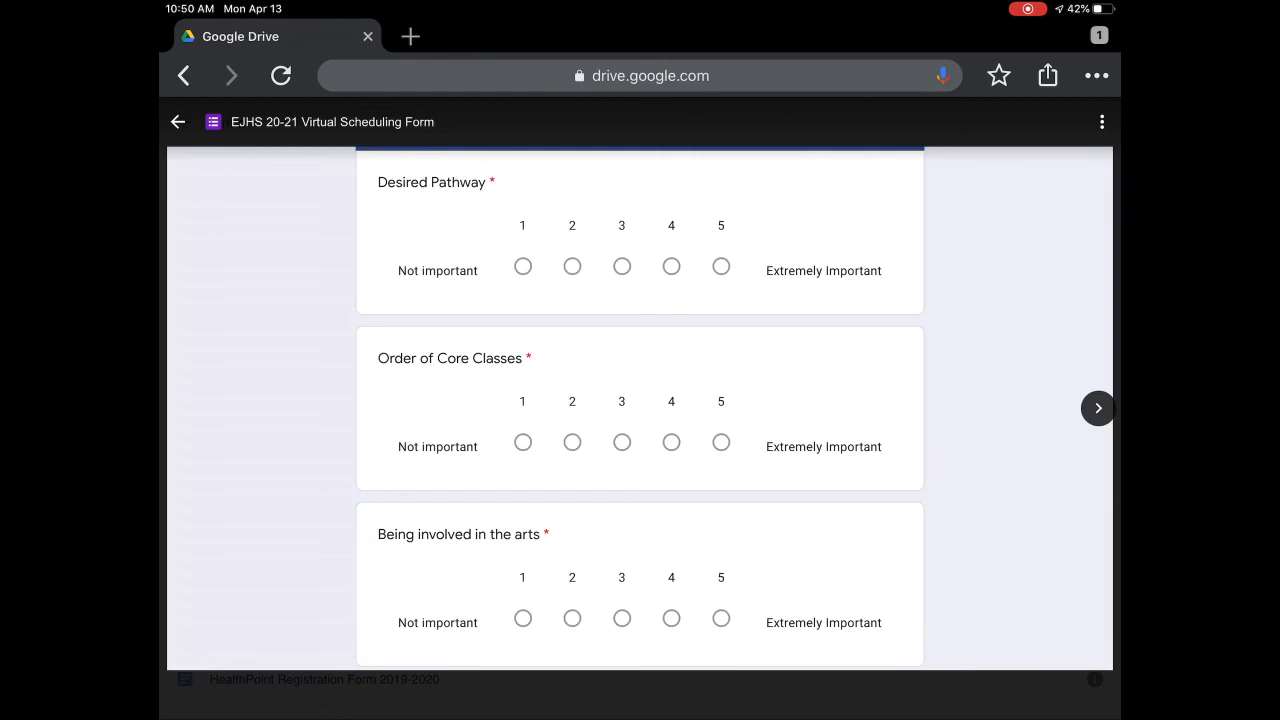 10:50 AM Mon Apr 13
42%
Google Drive
1
drive.google.com
EJHS 20-21 Virtual Scheduling Form
Desired Pathway *
1 2 3 4 5
Not important Extremely Important
Order of Core Classes *
1 2 3 4 5
Not important Extremely Important
Being involved in the arts *
1 2 3 4 5
Not important Extremely Important
HealthPoint Registration Form 2019-2020